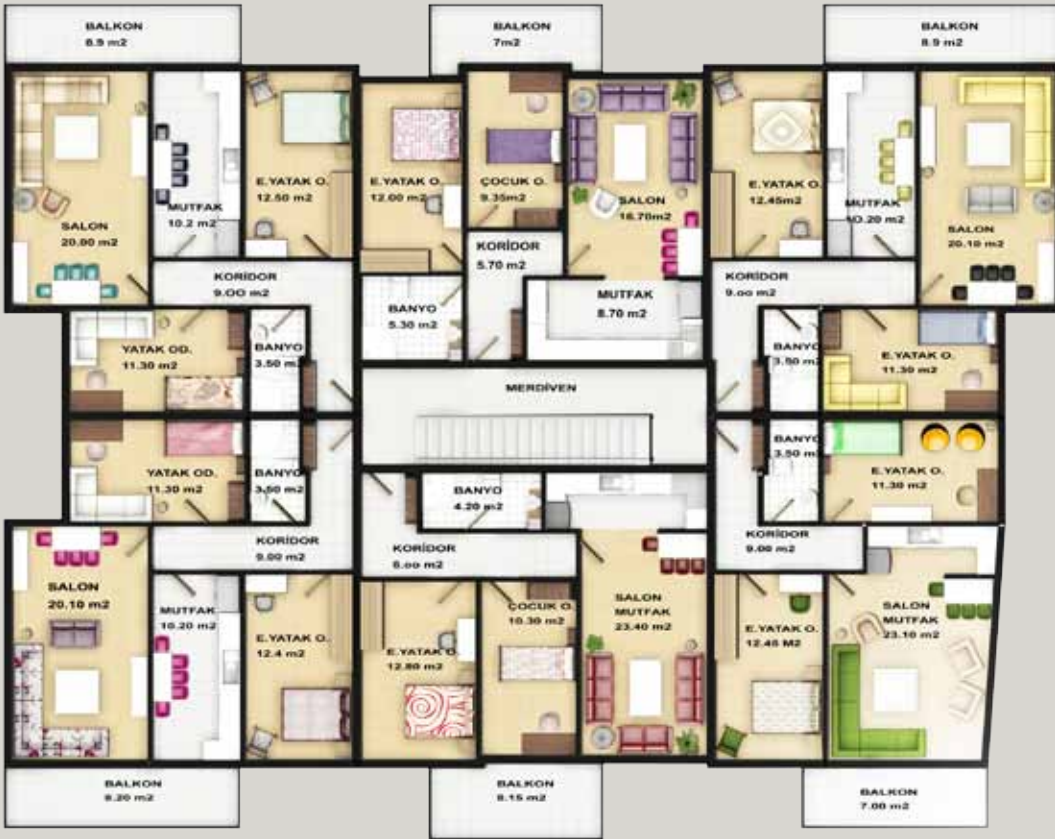 BALKON
8.9 m2
BALKON
7m2
BALKON
8.9 m2
SALON
20.00 m2
MUTFAK
10.2 m2
E.YATAK O.
12.50 m2
E.YATAK O.
12.00 m2
ÇOCUK O.
9.35m2
SALON
16.70m2
E.YATAK O.
12.45m2
MUTFAK
10.20 m2
SALON
20.10 m2
KORİDOR
9.OO m2
BANYO
5.30 m2
KORİDOR
5.70 m2
MUTFAK
8.70 m2
KORİDOR
9.oo m2
YATAK OD.
11.30 m2
BANYO
3.50 m2
MERDİVEN
BANYO
3.50 m2
E.YATAK O.
11.30 m2
YATAK OD.
11.30 m2
BANYO
3.50 m2
BANYO
4.20 m2
BANYO
3.50 m2
E.YATAK O.
11.30 m2
KORİDOR
9.00 m2
KORİDOR
6.oo m2
KORİDOR
9.00 m2
SALON
20.10 m2
MUTFAK
10.20 m2
E.YATAK O.
12.4 m2
E.YATAK O.
12.80 m2
ÇOCUK O.
10.30 m2
SALON
MUTFAK
23.40 m2
E.YATAK O.
12.45 M2
SALON
MUTFAK
23.10 m2
BALKON
8.20 m2
BALKON
8.15 m2
BALKON
7.00 m2